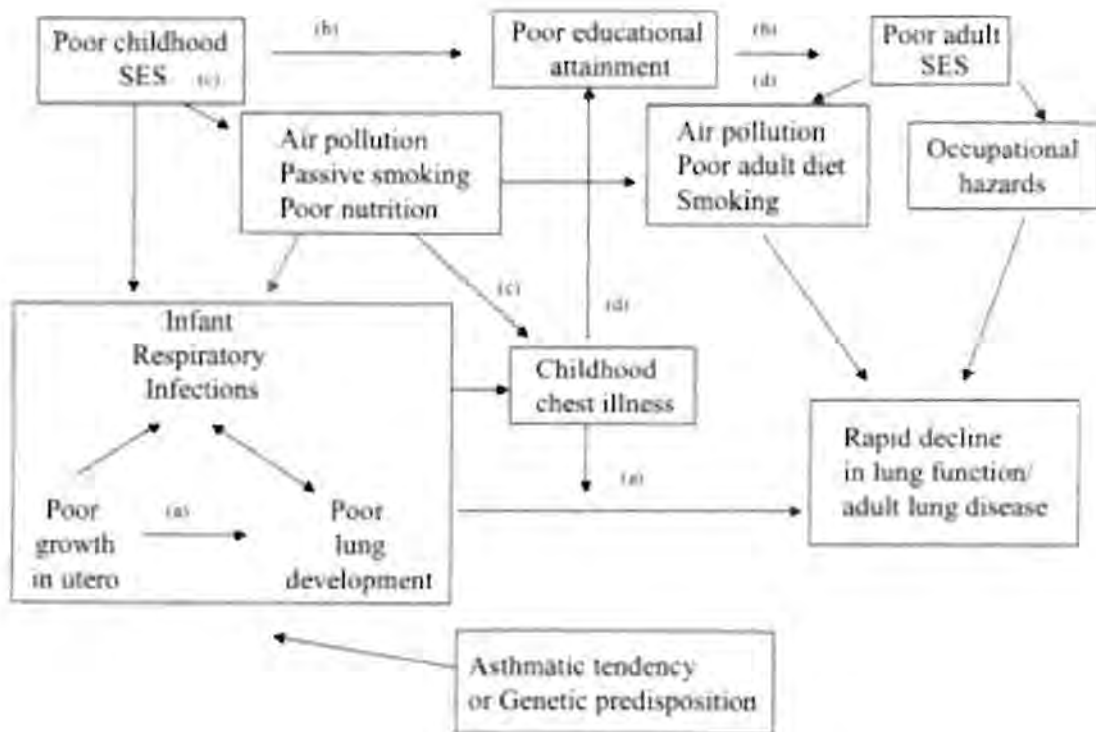 Poor childhood
SES
(c)
(b)
Poor educational
attainment
(b)
(d)
Poor adult
SES
Air pollution
Passive smoking
Poor nutrition
Air pollution
Poor adult diet
Smoking
Occupational
hazards
(c)
(d)
Infant
Respiratory
Infections
Childhood
chest illness
Poor
growth
in utero
(a)
Poor
lung
development
(a)
Rapid decline
in lung function/
adult lung disease
Asthmatic tendency
or Genetic predisposition